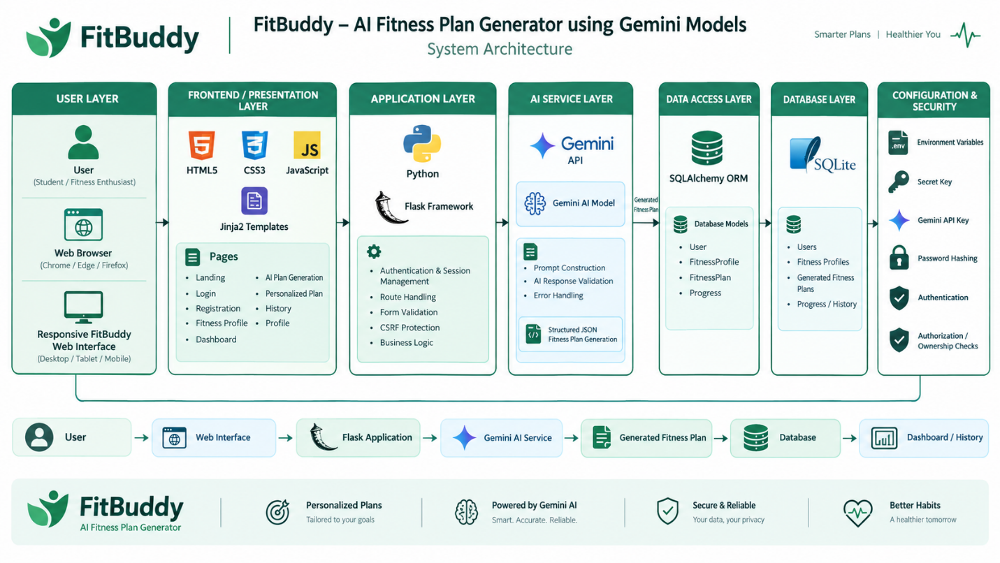 FitBuddy
FitBuddy – AI Fitness Plan Generator using Gemini Models
System Architecture
Smarter Plans | Healthier You
USER LAYER
User
(Student / Fitness Enthusiast)
Web Browser
(Chrome / Edge / Firefox)
Responsive FitBuddy
Web Interface
(Desktop / Tablet / Mobile)
FRONTEND / PRESENTATION
LAYER
HTML5
CSS3
JS
JavaScript
Jinja2 Templates
Pages
• Landing
• Login
• Registration
• Fitness Profile
• Dashboard
• AI Plan Generation
• Personalized Plan
• History
• Profile
APPLICATION LAYER
Python
Flask Framework
• Authentication & Session
Management
• Route Handling
• Form Validation
• CSRF Protection
• Business Logic
AI SERVICE LAYER
Gemini
API
Gemini AI Model
• Prompt Construction
• AI Response Validation
• Error Handling
</>
Structured JSON
Fitness Plan Generation
Generated
Fitness Plan
DATA ACCESS LAYER
SQLAlchemy ORM
Database Models
• User
• FitnessProfile
• FitnessPlan
• Progress
DATABASE LAYER
SQLite
• Users
• Fitness Profiles
• Generated Fitness
Plans
• Progress / History
CONFIGURATION &
SECURITY
.env
Environment Variables
Secret Key
Gemini API Key
Password Hashing
Authentication
Authorization /
Ownership Checks
User
Web Interface
Flask Application
Gemini AI Service
Generated Fitness Plan
Database
Dashboard / History
FitBuddy
AI Fitness Plan Generator
Personalized Plans
Tailored to your goals
Powered by Gemini AI
Smart. Accurate. Reliable.
Secure & Reliable
Your data, your privacy
Better Habits
A healthier tomorrow